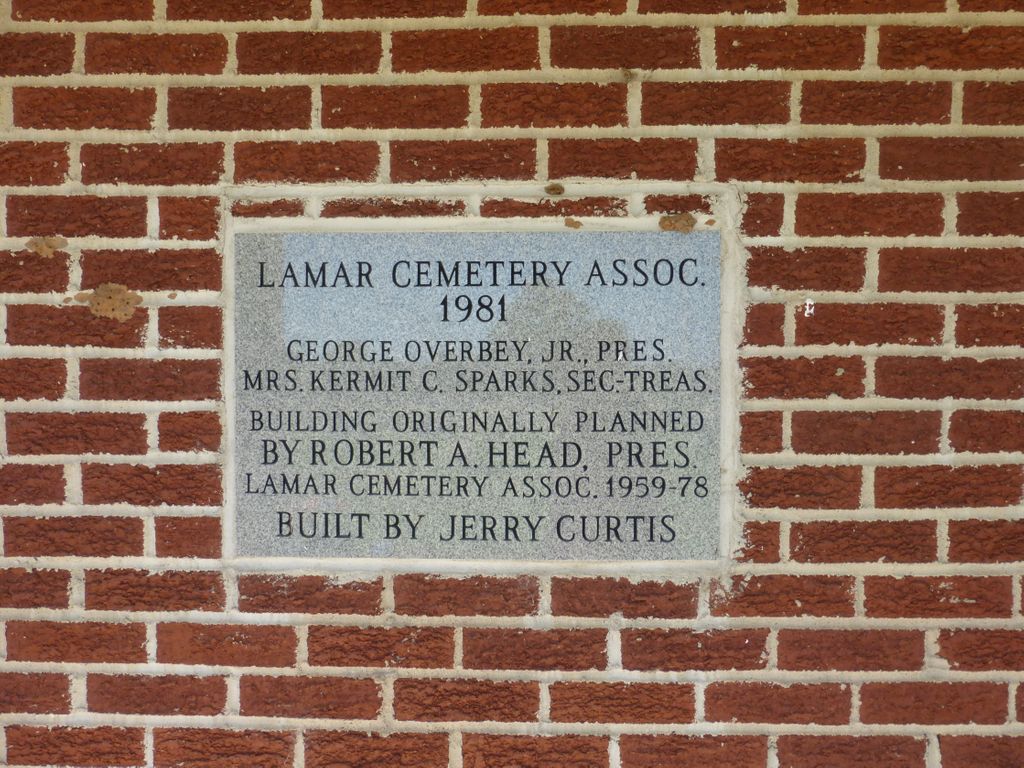 LAMAR CEMETERY ASSOC.
1981
GEORGE OVERBEY, JR., PRES.
MRS. KERMIT C. SPARKS, SEC-TREAS.
BUILDING ORIGINALLY PLANNED
BY ROBERT A. HEAD, PRES.
LAMAR CEMETERY ASSOC. 1959-78
BUILT BY JERRY CURTIS